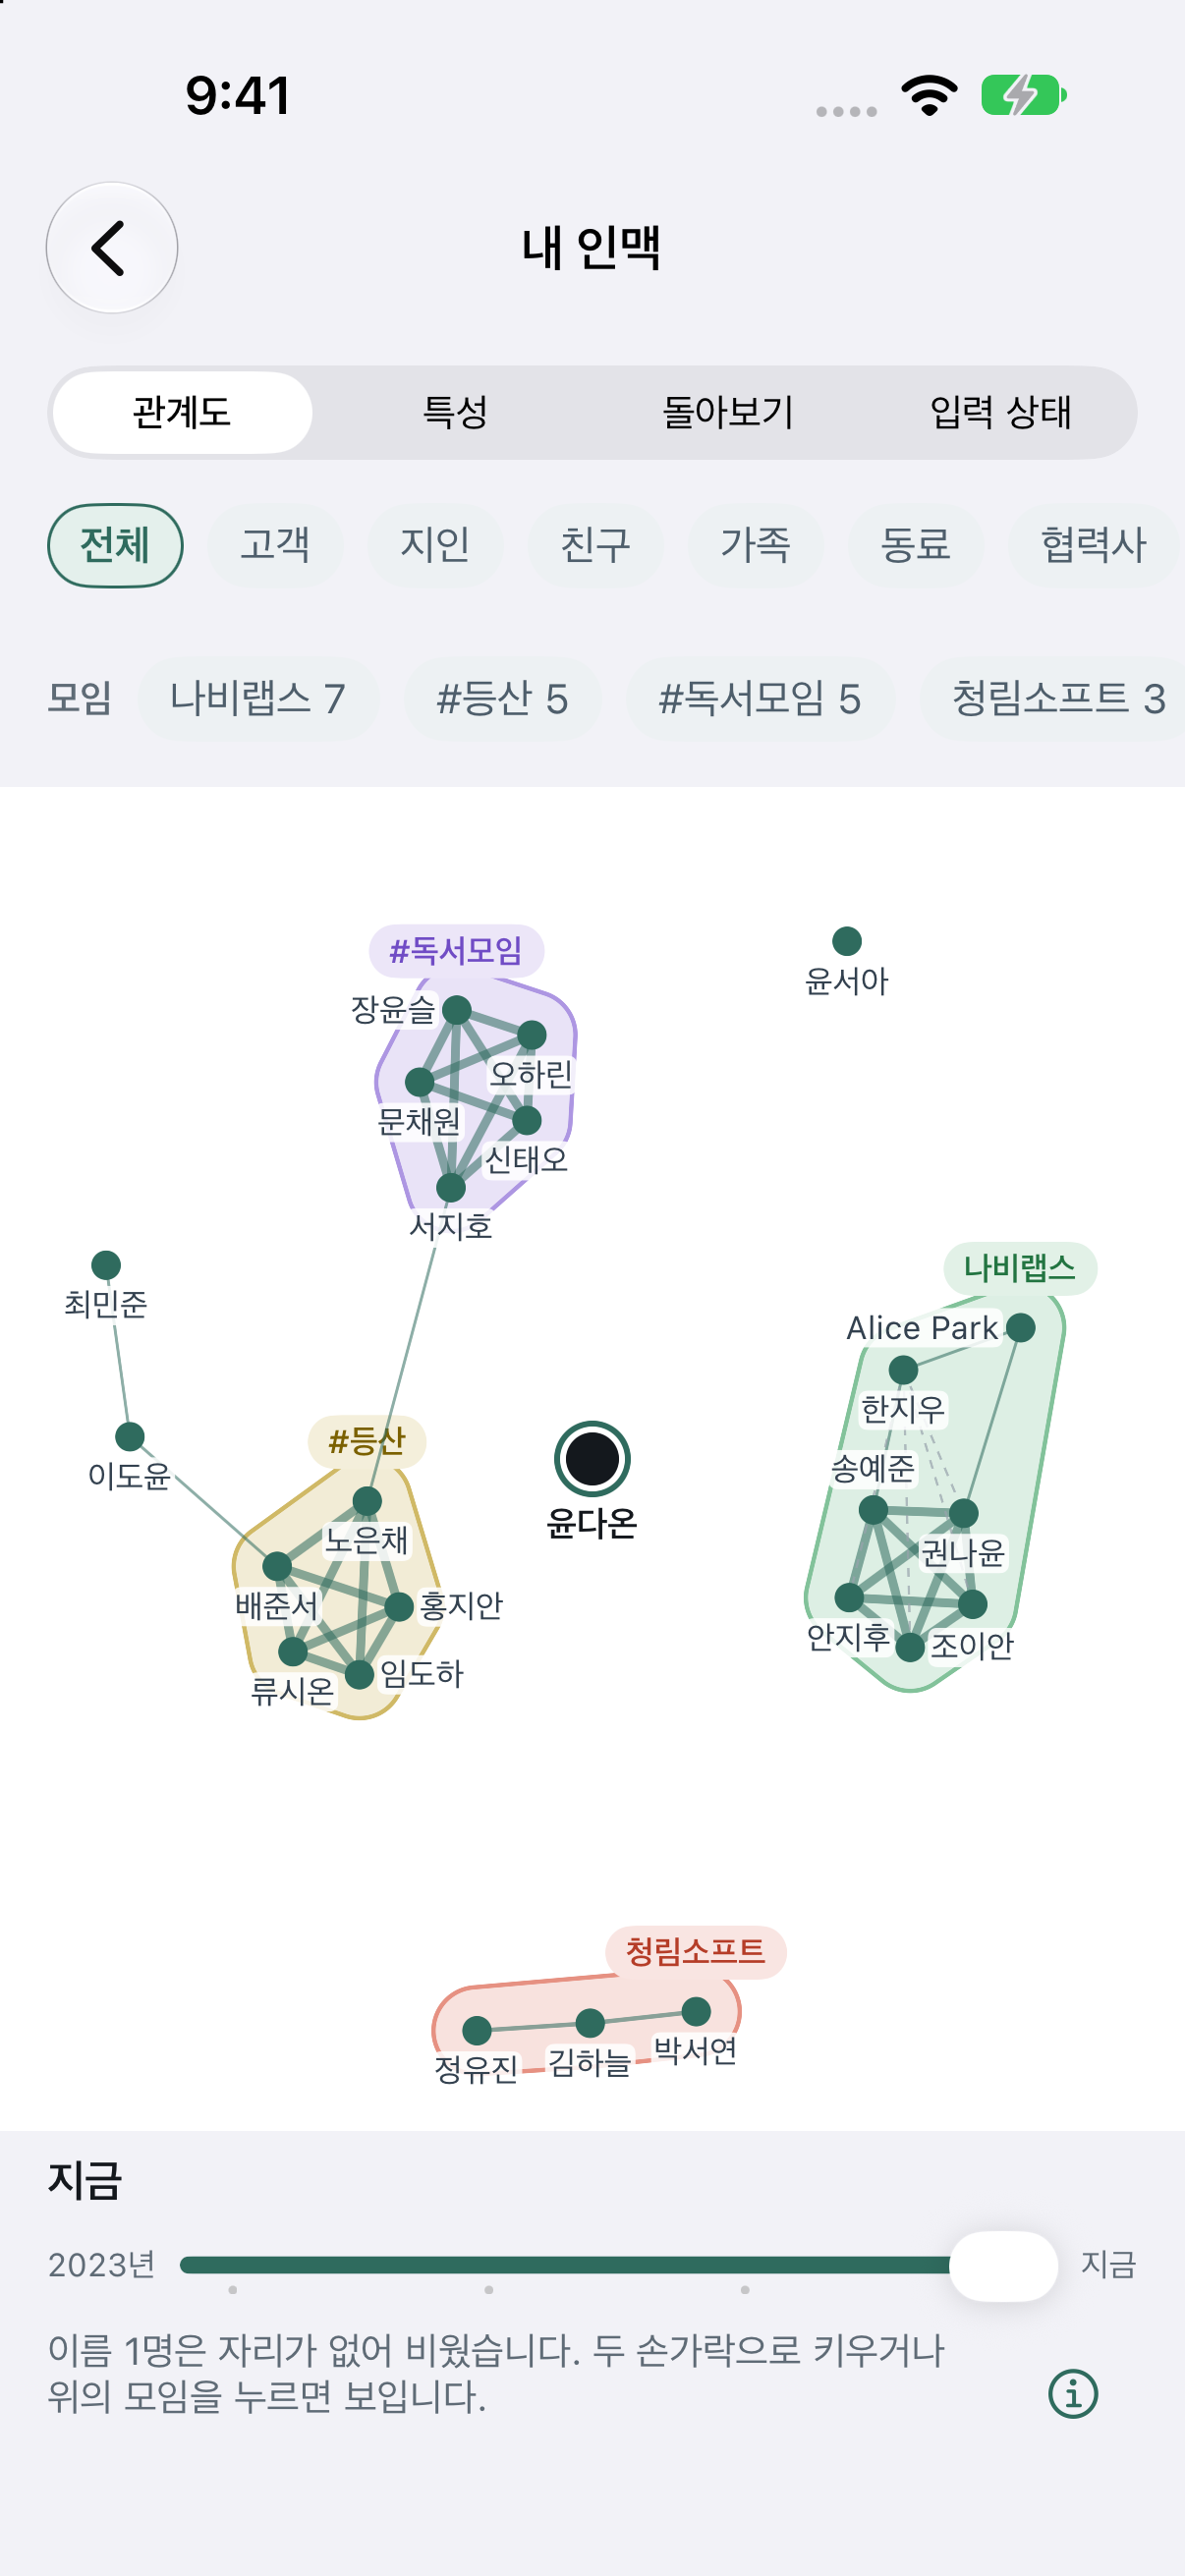 9:41
내 인맥
관계도 특성 돌아보기 입력 상태
전체 고객 지인 친구 가족 동료 협력사
모임 나비랩스 7 #등산 5 #독서모임 5 청림소프트 3
#독서모임
윤서아
장윤슬
오하린
문채원
신태오
서지호
나비랩스
최민준
Alice Park
한지우
#등산
송예준
이도윤
윤다온
노은채
권나윤
배준서
홍지안
안지후
조이안
임도하
류시온
청림소프트
박서연
김하늘
정유진
지금
2023년 지금
이름 1명은 자리가 없어 비웠습니다. 두 손가락으로 키우거나
위의 모임을 누르면 보입니다.